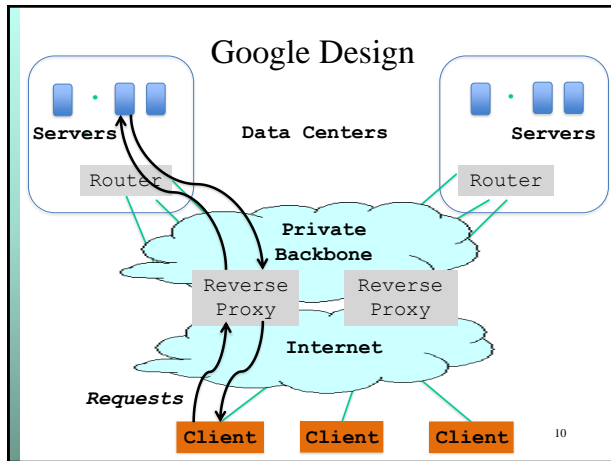 Google Design
Servers
Data Centers
Servers
Router
Router
Private
Backbone
Reverse
Proxy
Reverse
Proxy
Internet
Requests
Client
Client
Client
10